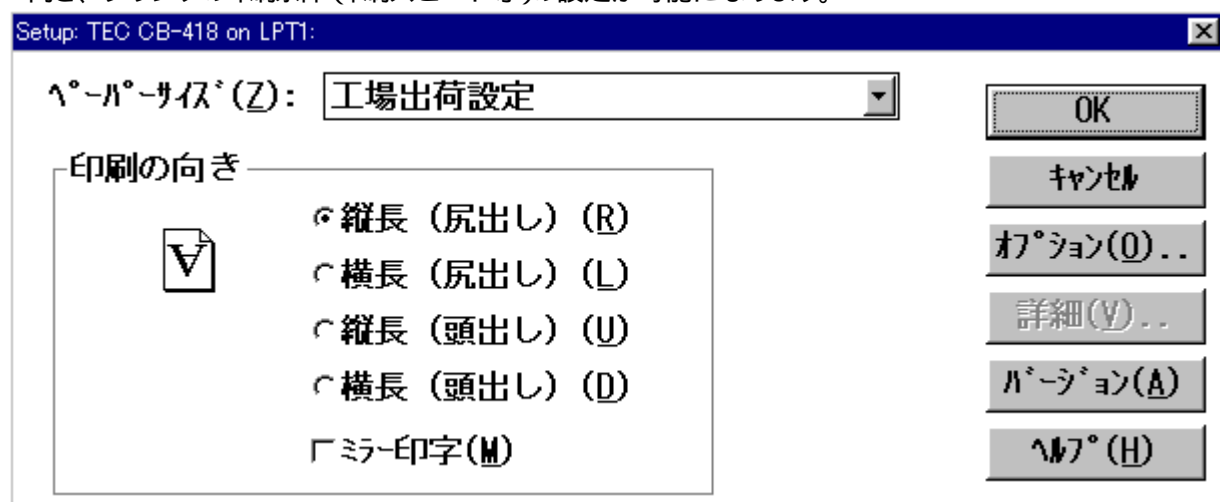 Setup: TEC CB-418 on LPT1:
ﾍﾟｰﾊﾟｰｻｲｽﾞ(Z): 工場出荷設定
OK
印刷の向き
ｷｬﾝｾﾙ
縦長 (尻出し) (R)
ｵﾌﾟｼｮﾝ(O)..
横長 (尻出し) (L)
詳細(V)..
縦長 (頭出し) (U)
横長 (頭出し) (D)
ﾊﾞｰｼﾞｮﾝ(A)
ﾐﾗｰ印字(M)
ﾍﾙﾌﾟ(H)